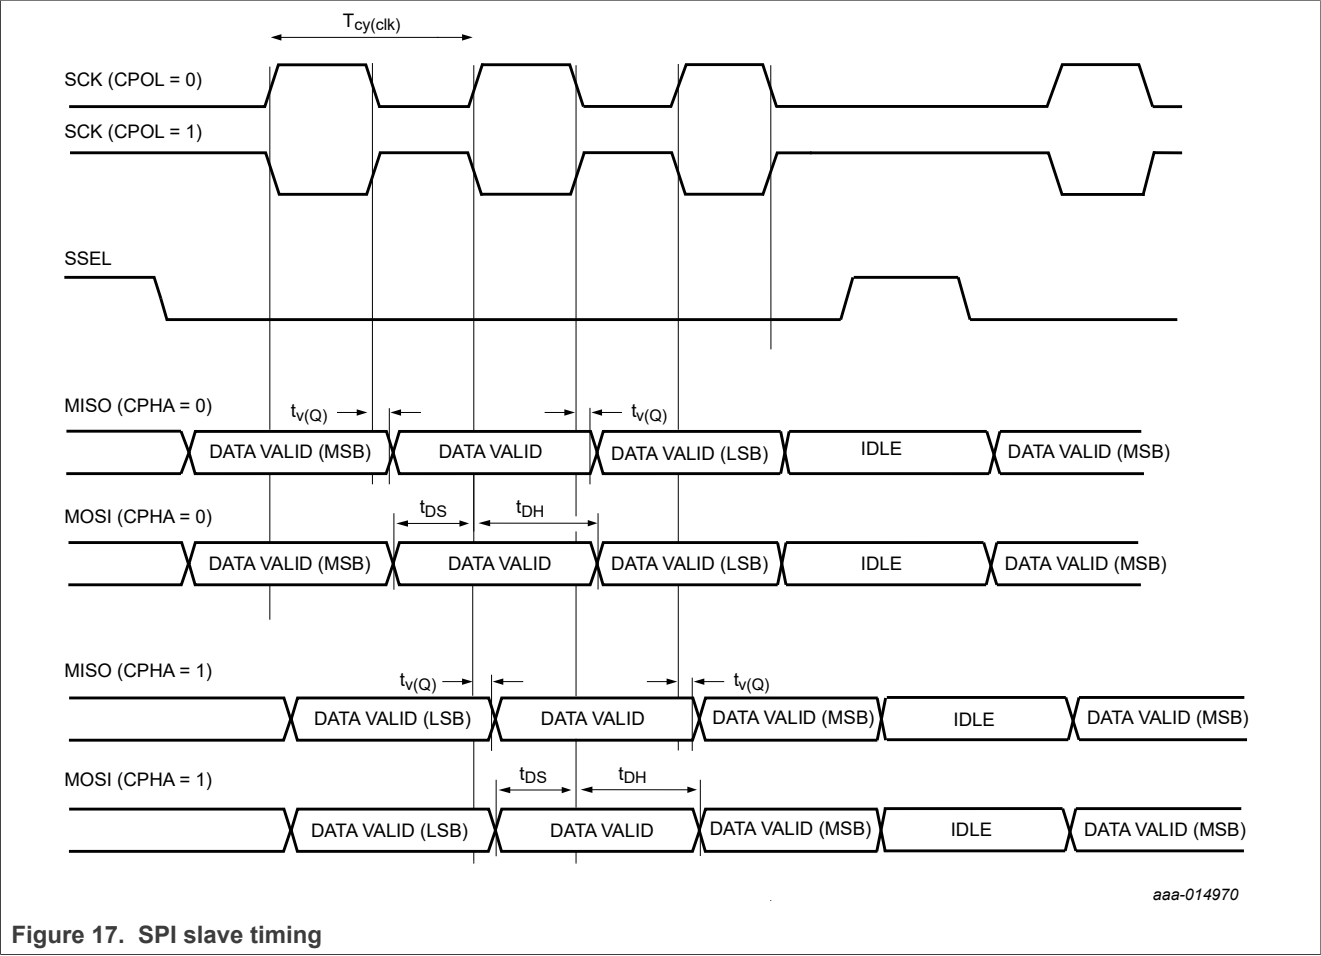 Tcy(clk)
SCK (CPOL = 0)
SCK (CPOL = 1)
SSEL
MISO (CPHA = 0) tv(Q) tv(Q)
DATA VALID (MSB) DATA VALID DATA VALID (LSB) IDLE DATA VALID (MSB)
MOSI (CPHA = 0) tDS tDH
DATA VALID (MSB) DATA VALID DATA VALID (LSB) IDLE DATA VALID (MSB)
MISO (CPHA = 1) tv(Q) tv(Q)
DATA VALID (LSB) DATA VALID DATA VALID (MSB) IDLE DATA VALID (MSB)
MOSI (CPHA = 1) tDS tDH
DATA VALID (LSB) DATA VALID DATA VALID (MSB) IDLE DATA VALID (MSB)
aaa-014970
Figure 17. SPI slave timing